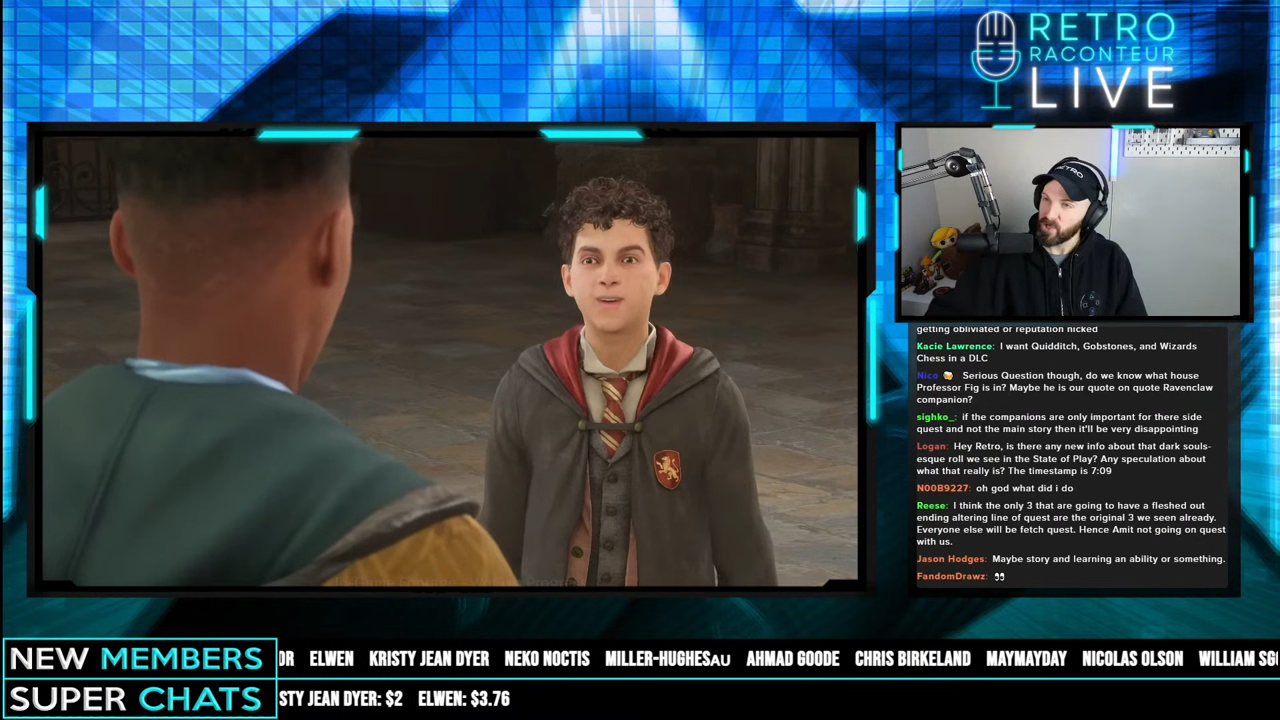 RETRO
RACONTEUR
LIVE
RETRO
getting obliviated or reputation nicked
Kacie Lawrence: I want Quidditch, Gobstones, and Wizards
Chess in a DLC
Nico 🍻 Serious Question though, do we know what house
Professor Fig is in? Maybe he is our quote on quote Ravenclaw
companion?
sighko_: if the companions are only important for there side
quest and not the main story then it'll be very disappointing
Logan: Hey Retro, is there any new info about that dark souls-
esque roll we see in the State of Play? Any speculation about
what that really is? The timestamp is 7:09
N00B9227: oh god what did i do
Reese: I think the only 3 that are going to have a fleshed out
ending altering line of quest are the original 3 we seen already.
Everyone else will be fetch quest. Hence Amit not going on quest
with us.
Jason Hodges: Maybe story and learning an ability or something.
FandomDrawz: 👀
NEW MEMBERS
OR ELWEN KRISTY JEAN DYER NEKO NOCTIS MILLER-HUGHESAU AHMAD GOODE CHRIS BIRKELAND MAYMAYDAY NICOLAS OLSON WILLIAM
SUPER CHATS
STY JEAN DYER: $2 ELWEN: $3.76